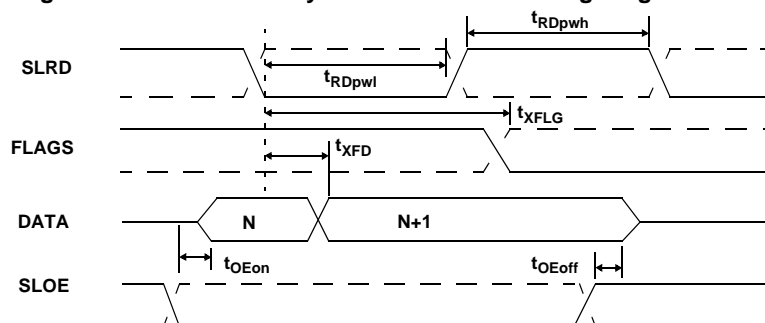 tRDpwh
SLRD
tRDpwl
tXFLG
FLAGS
tXFD
DATA
N
N+1
tOEon
tOEoff
SLOE